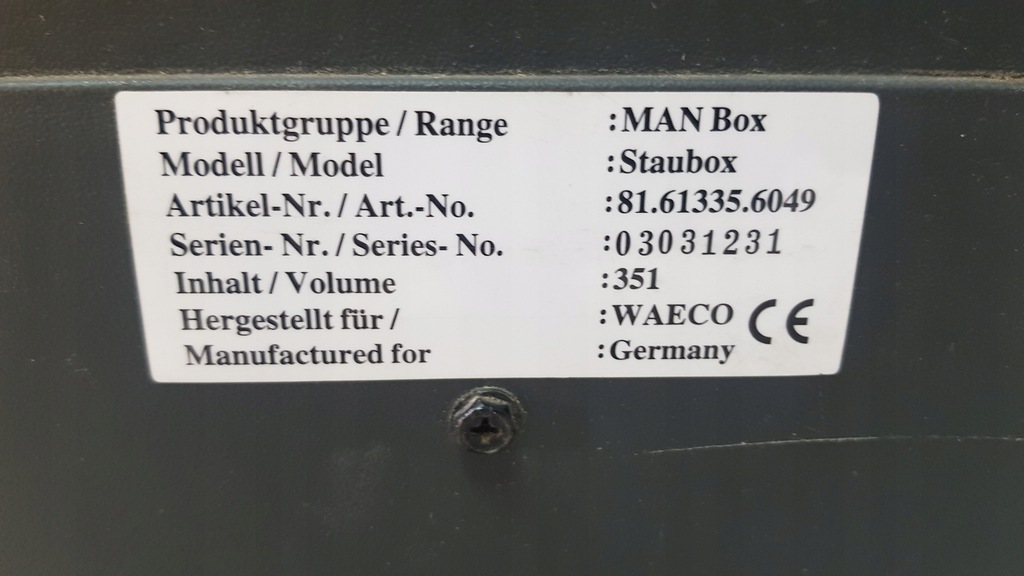 Produktgruppe / Range :MAN Box
Modell / Model :Staubox
Artikel-Nr. / Art.-No. :81.61335.6049
Serien- Nr. / Series- No. :03031231
Inhalt / Volume :35l
Hergestellt für / :WAECO CE
Manufactured for :Germany